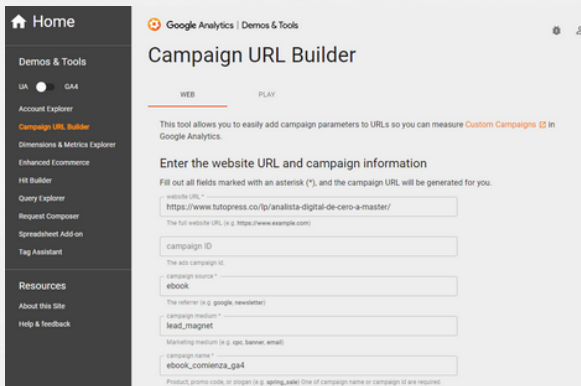 Home
Demos & Tools
UA GA4
Account Explorer
Campaign URL Builder
Dimensions & Metrics Explorer
Enhanced Ecommerce
Hit Builder
Query Explorer
Request Composer
Spreadsheet Add-on
Tag Assistant
Resources
About this Site
Help & feedback
Google Analytics | Demos & Tools
Campaign URL Builder
WEB PLAY
This tool allows you to easily add campaign parameters to URLs so you can measure Custom Campaigns in
Google Analytics.
Enter the website URL and campaign information
Fill out all fields marked with an asterisk (*), and the campaign URL will be generated for you.
website URL *
https://www.tutopress.co/lp/analista-digital-de-cero-a-master/
The full website URL (e.g. https://www.example.com)
campaign ID
The ads campaign id.
campaign source *
ebook
The referrer (e.g. google, newsletter)
campaign medium *
lead_magnet
Marketing medium (e.g. cpc, banner, email)
campaign name *
ebook_comienza_ga4
Product, promo code, or slogan (e.g. spring_sale) One of campaign name or campaign id are required.